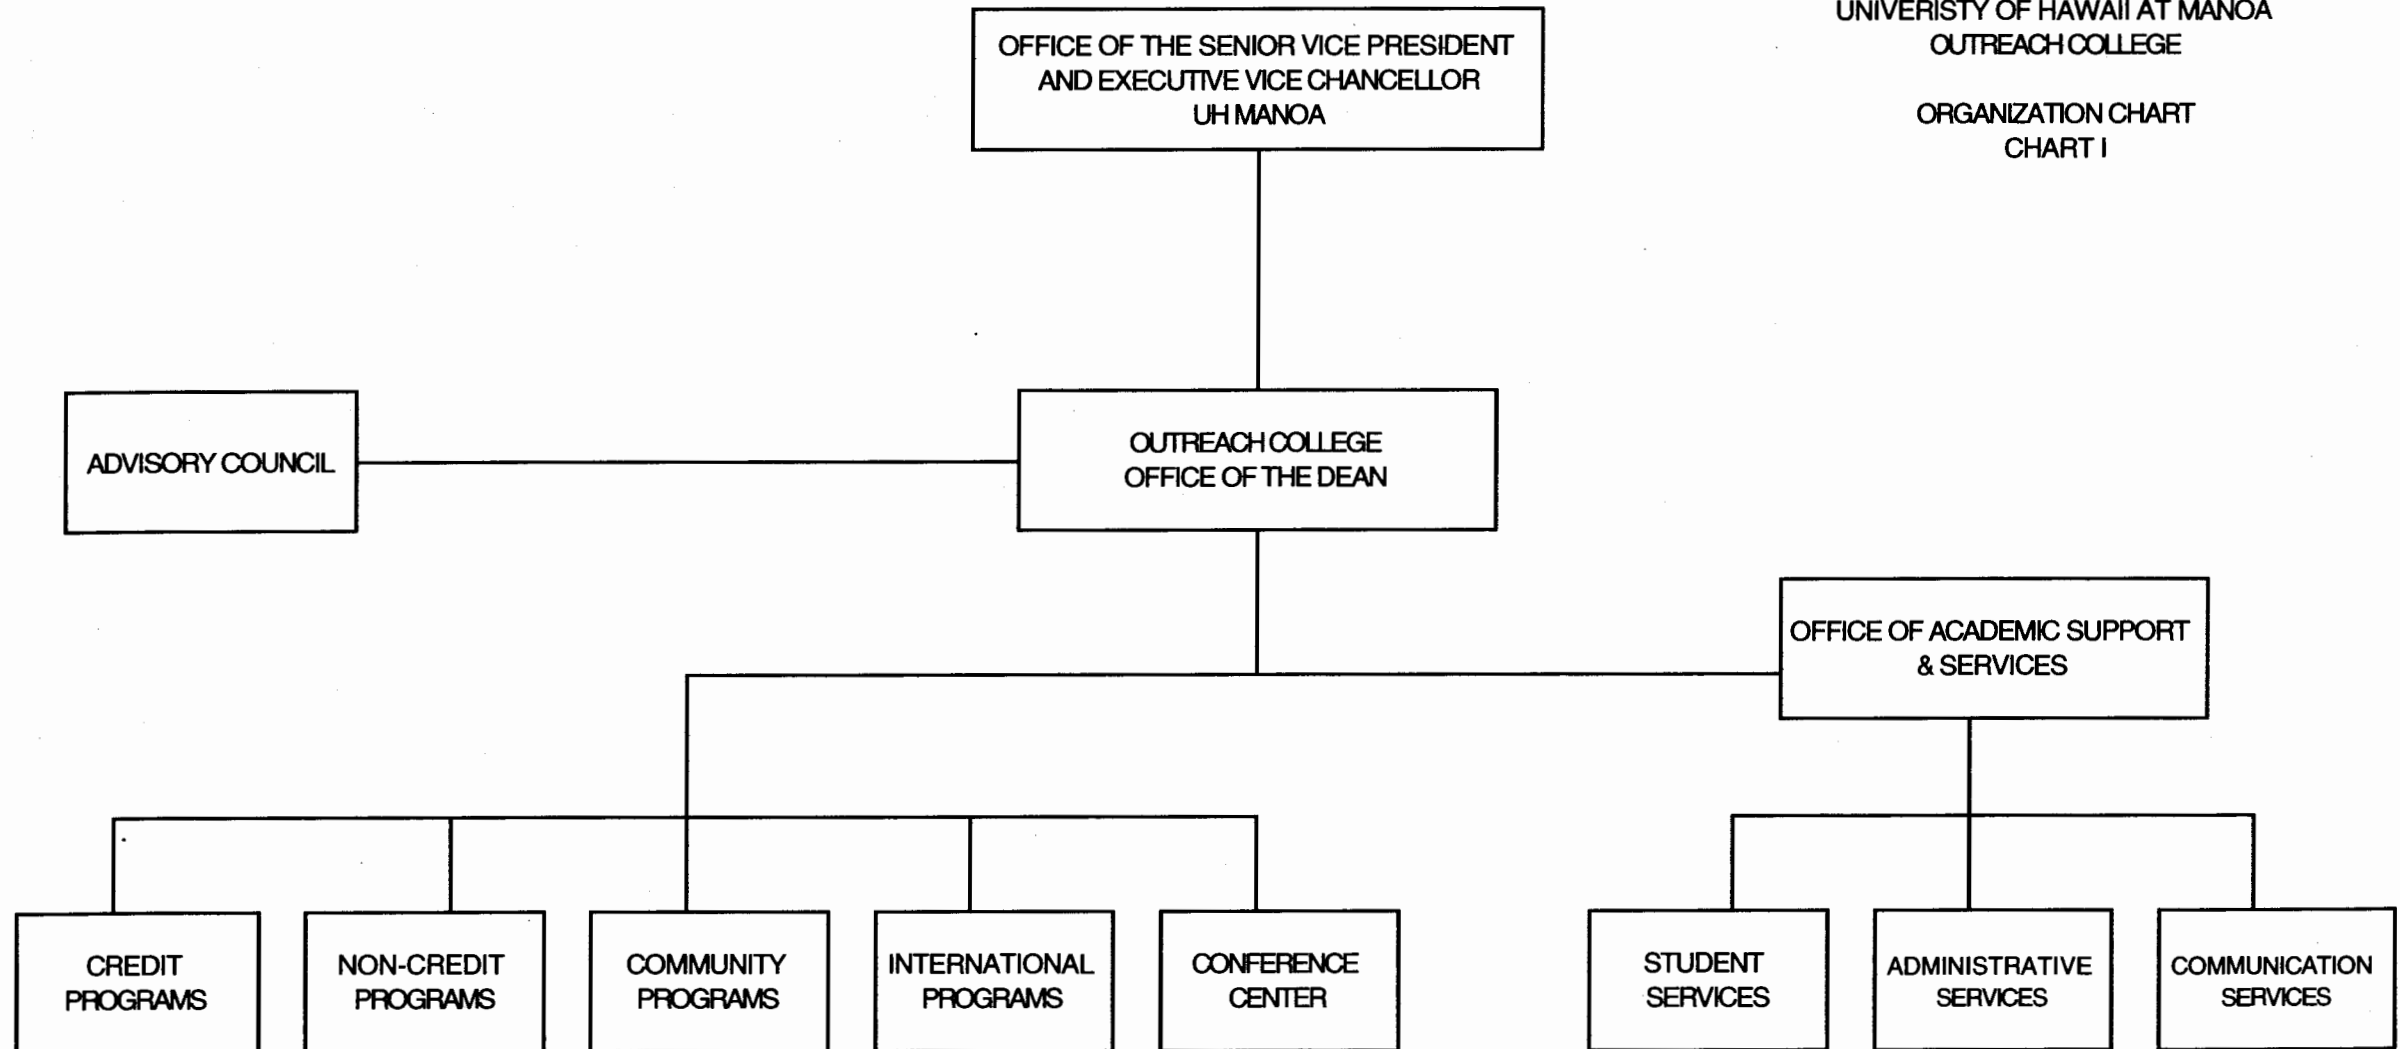 UNIVERISTY OF HAWAII AT MANOA
OUTREACH COLLEGE
ORGANIZATION CHART
CHART I
OFFICE OF THE SENIOR VICE PRESIDENT
AND EXECUTIVE VICE CHANCELLOR
UH MANOA
ADVISORY COUNCIL
OUTREACH COLLEGE
OFFICE OF THE DEAN
OFFICE OF ACADEMIC SUPPORT
& SERVICES
CREDIT
PROGRAMS
NON-CREDIT
PROGRAMS
COMMUNITY
PROGRAMS
INTERNATIONAL
PROGRAMS
CONFERENCE
CENTER
STUDENT
SERVICES
ADMINISTRATIVE
SERVICES
COMMUNICATION
SERVICES